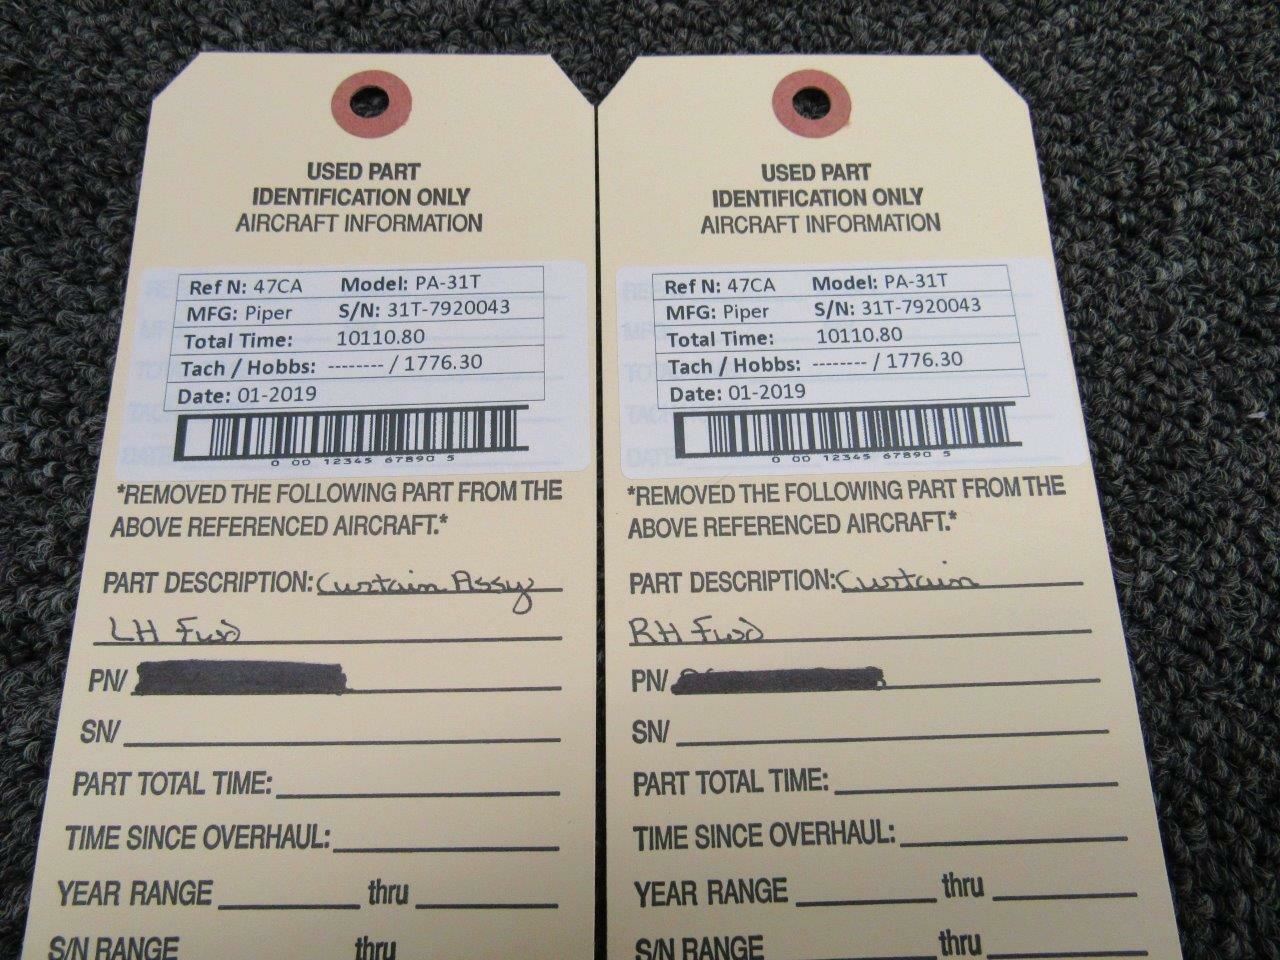 USED PART
IDENTIFICATION ONLY
AIRCRAFT INFORMATION
Ref N: 47CA Model: PA-31T
MFG: Piper S/N: 31T-7920043
Total Time: 10110.80
Tach / Hobbs: -------- / 1776.30
Date: 01-2019
0 00 12345 67890 5
*REMOVED THE FOLLOWING PART FROM THE
ABOVE REFERENCED AIRCRAFT.*
PART DESCRIPTION: Curtain Assy
LH Fwd
PN/
SN/
PART TOTAL TIME:
TIME SINCE OVERHAUL:
YEAR RANGE thru
S/N RANGE thru
USED PART
IDENTIFICATION ONLY
AIRCRAFT INFORMATION
Ref N: 47CA Model: PA-31T
MFG: Piper S/N: 31T-7920043
Total Time: 10110.80
Tach / Hobbs: -------- / 1776.30
Date: 01-2019
0 00 12345 67890 5
*REMOVED THE FOLLOWING PART FROM THE
ABOVE REFERENCED AIRCRAFT.*
PART DESCRIPTION: Curtain
RH Fwd
PN/
SN/
PART TOTAL TIME:
TIME SINCE OVERHAUL:
YEAR RANGE thru
S/N RANGE thru